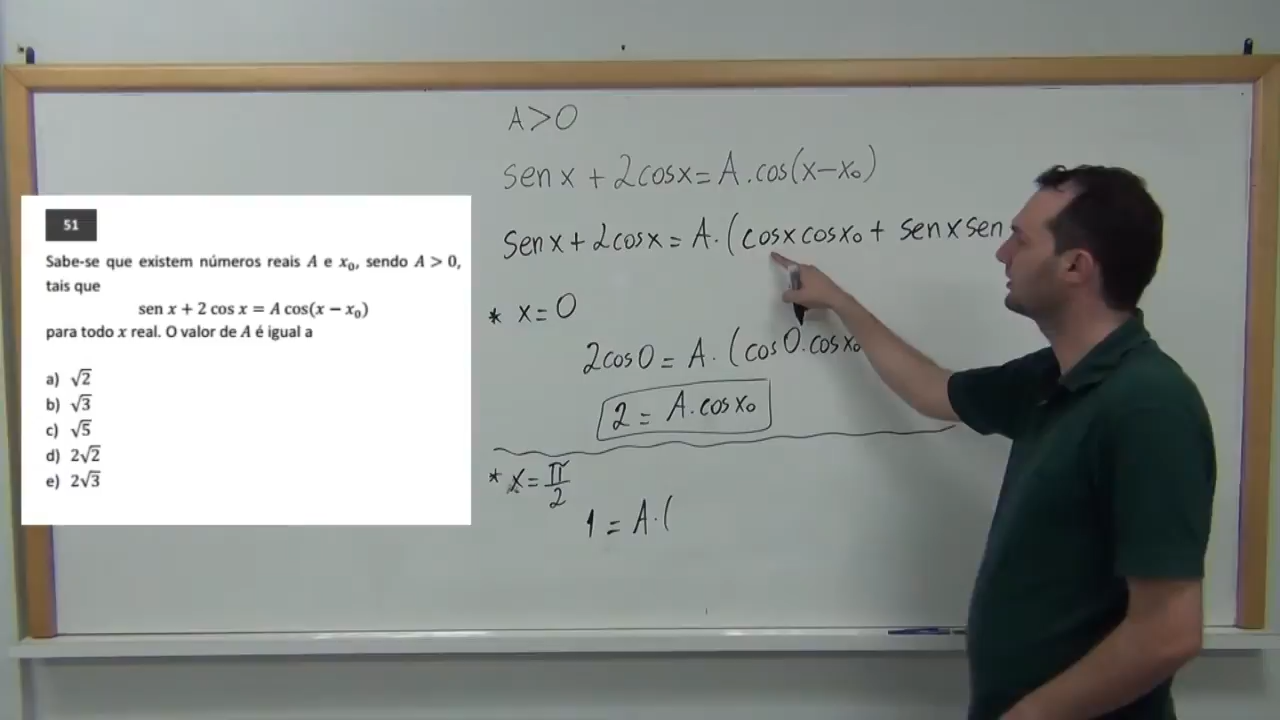 51
Sabe-se que existem números reais A e x₀, sendo A > 0,
tais que
sen x + 2 cos x = A cos(x − x₀)
para todo x real. O valor de A é igual a
a) √2
b) √3
c) √5
d) 2√2
e) 2√3
A>0
sen x + 2cosx = A.cos(x−x₀)
sen x + 2cosx = A.(cosx cosx₀ + sen x sen
* x=0
2cos0 = A.(cos0.cosx₀
2 = A.cosx₀
* x=π/2
1 = A.(